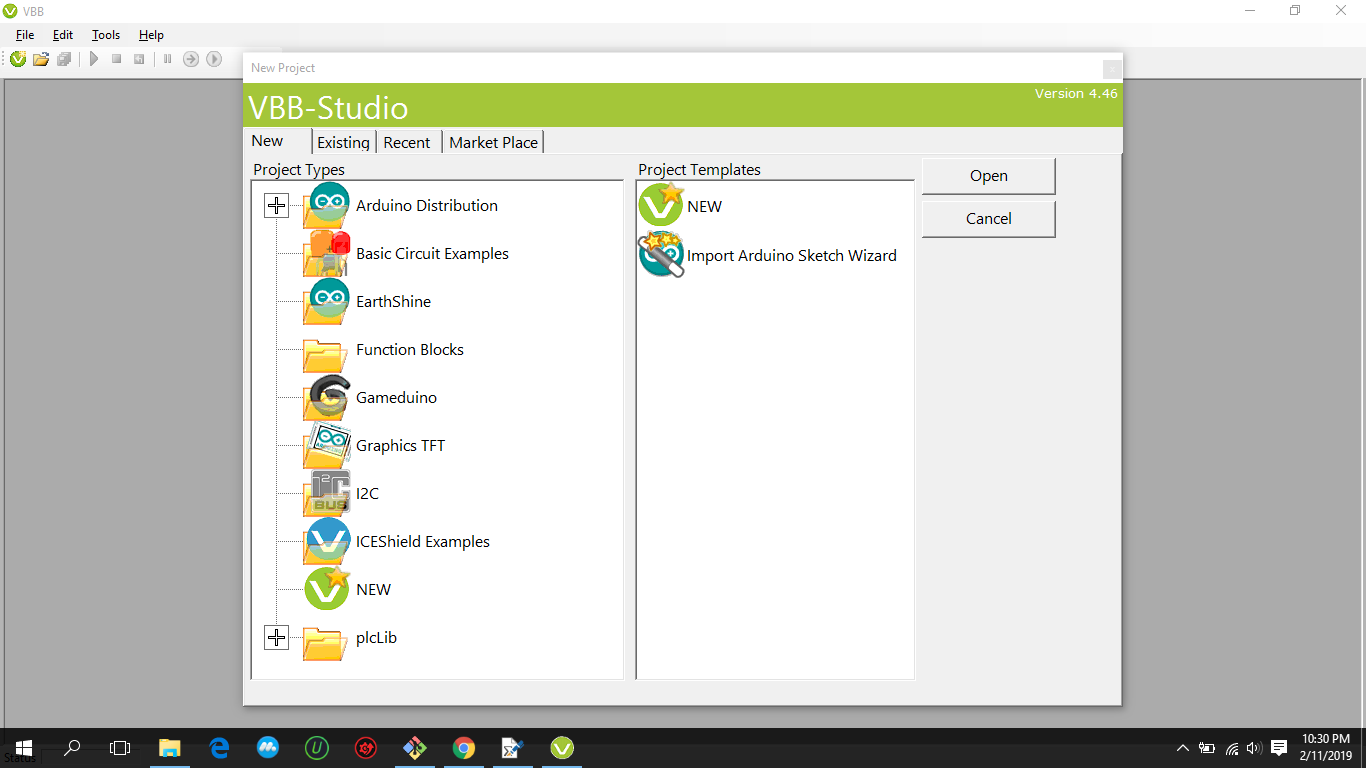 VBB
File Edit Tools Help
New Project
VBB-Studio
Version 4.46
New Existing Recent Market Place
Project Types
Arduino Distribution
Basic Circuit Examples
EarthShine
Function Blocks
Gameduino
Graphics TFT
I2C
BUS
I2C
ICEShield Examples
NEW
plcLib
Project Templates
NEW
Import Arduino Sketch Wizard
Open
Cancel
Status
10:30 PM
2/11/2019